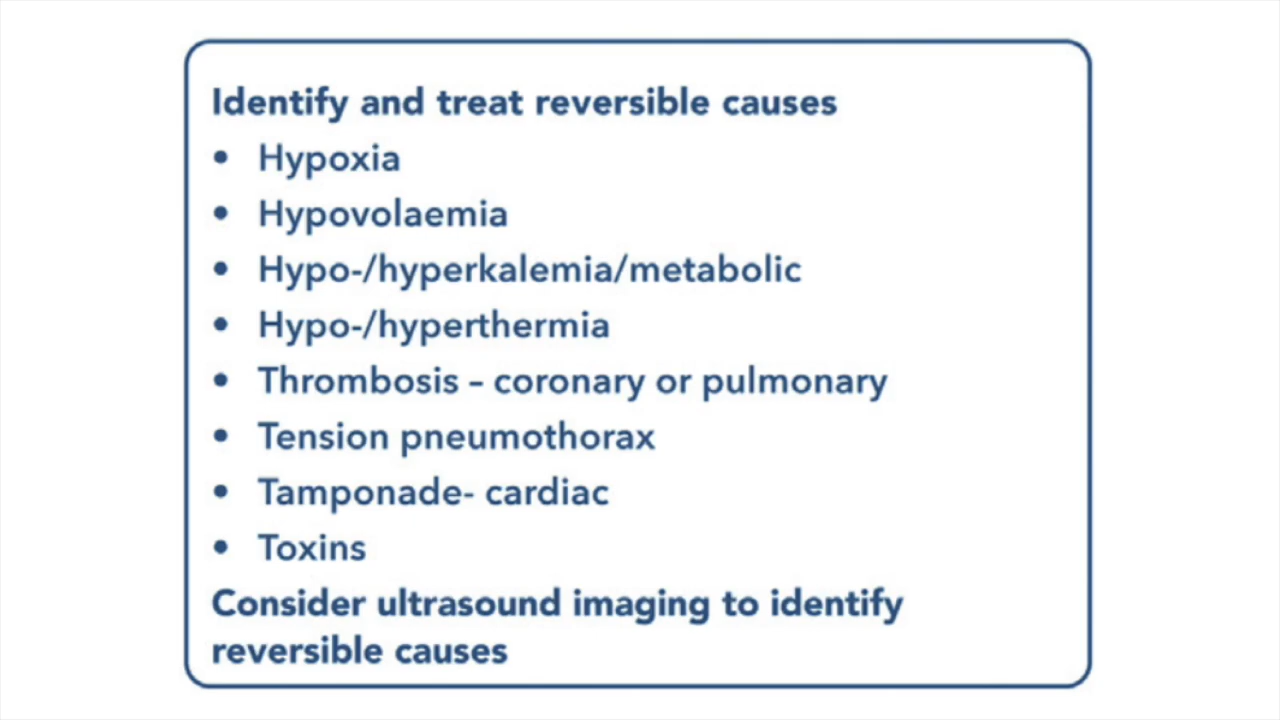 Identify and treat reversible causes
• Hypoxia
• Hypovolaemia
• Hypo-/hyperkalemia/metabolic
• Hypo-/hyperthermia
• Thrombosis – coronary or pulmonary
• Tension pneumothorax
• Tamponade- cardiac
• Toxins
Consider ultrasound imaging to identify
reversible causes